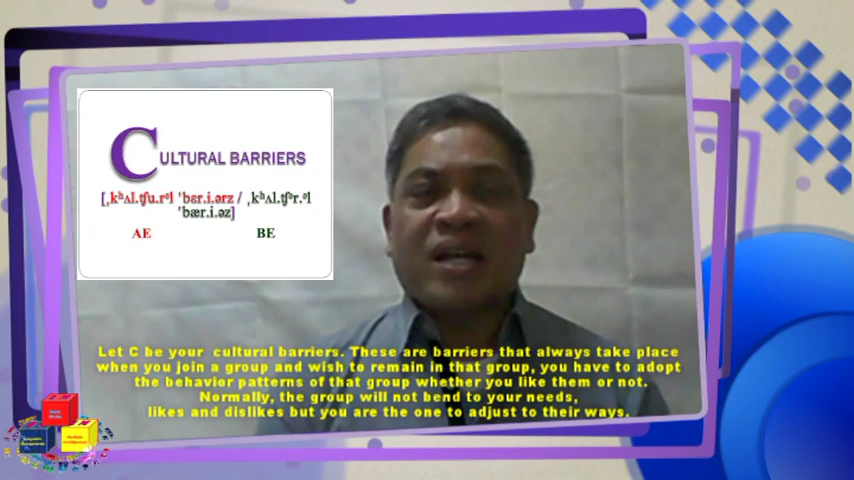 CULTURAL BARRIERS
[ˌkʰʌl.ʧu.rᵊl ˈbɛr.i.ərz / ˌkʰʌl.ʧᵊr.ᵊl
ˈbær.i.əz]
AE BE
Let C be your cultural barriers. These are barriers that always take place
when you join a group and wish to remain in that group, you have to adopt
the behavior patterns of that group whether you like them or not.
Normally, the group will not bend to your needs,
likes and dislikes but you are the one to adjust to their ways.